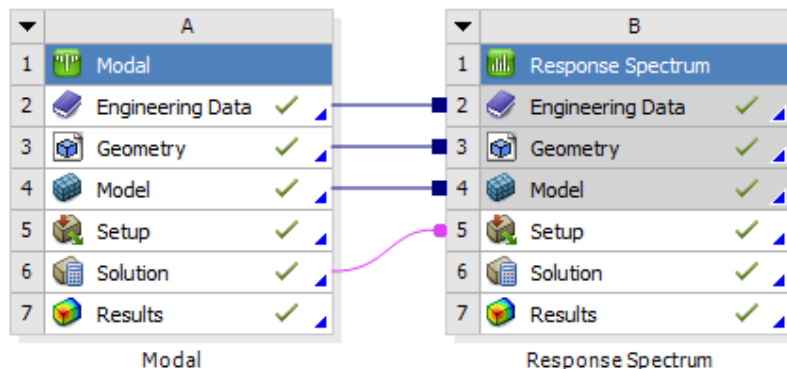 A
1 Modal
2 Engineering Data
3 Geometry
4 Model
5 Setup
6 Solution
7 Results
Modal
B
1 Response Spectrum
2 Engineering Data
3 Geometry
4 Model
5 Setup
6 Solution
7 Results
Response Spectrum